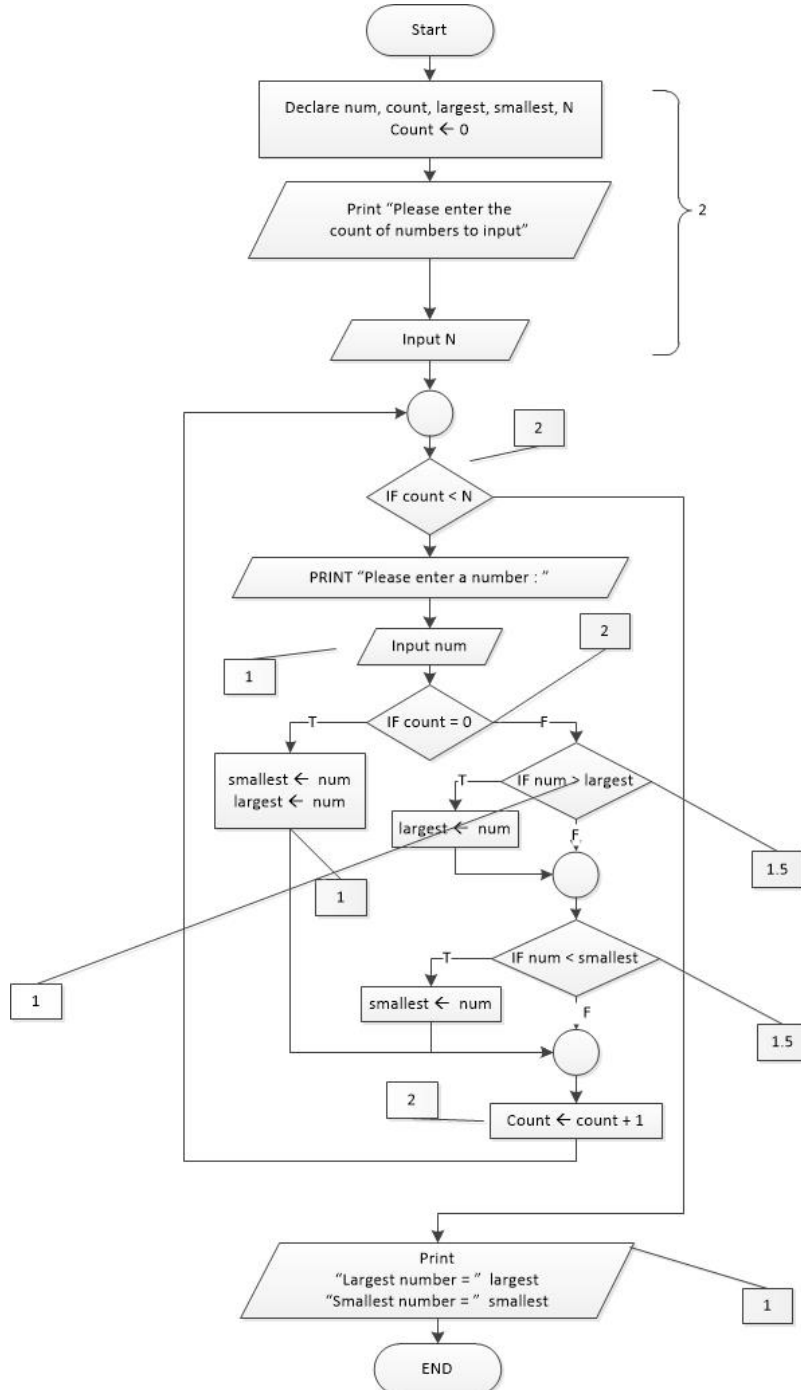 Start
Declare num, count, largest, smallest, N
Count ← 0
2
Print “Please enter the
count of numbers to input”
Input N
2
IF count < N
PRINT “Please enter a number : ”
2
Input num
1
IF count = 0
T
F
smallest ← num
largest ← num
IF num > largest
T
largest ← num
F
1.5
1
IF num < smallest
T
1
smallest ← num
F
1.5
2
Count ← count + 1
Print
“Largest number = ” largest
“Smallest number = ” smallest
1
END